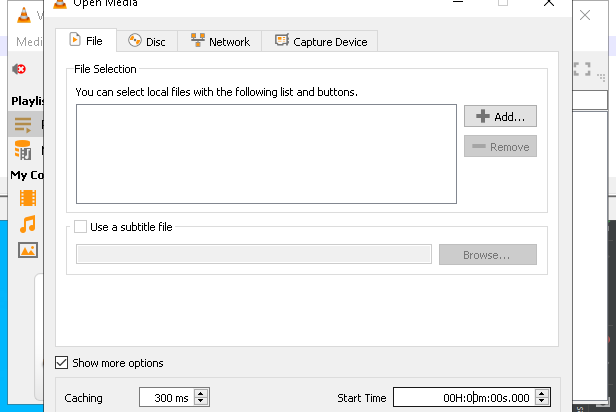 Open Media
V
Medi
File
Disc
Network
Capture Device
File Selection
You can select local files with the following list and buttons.
Add...
Remove
Playlis
My Co
Use a subtitle file
Browse...
Show more options
Caching
300 ms
Start Time
00H:00m:00s.000